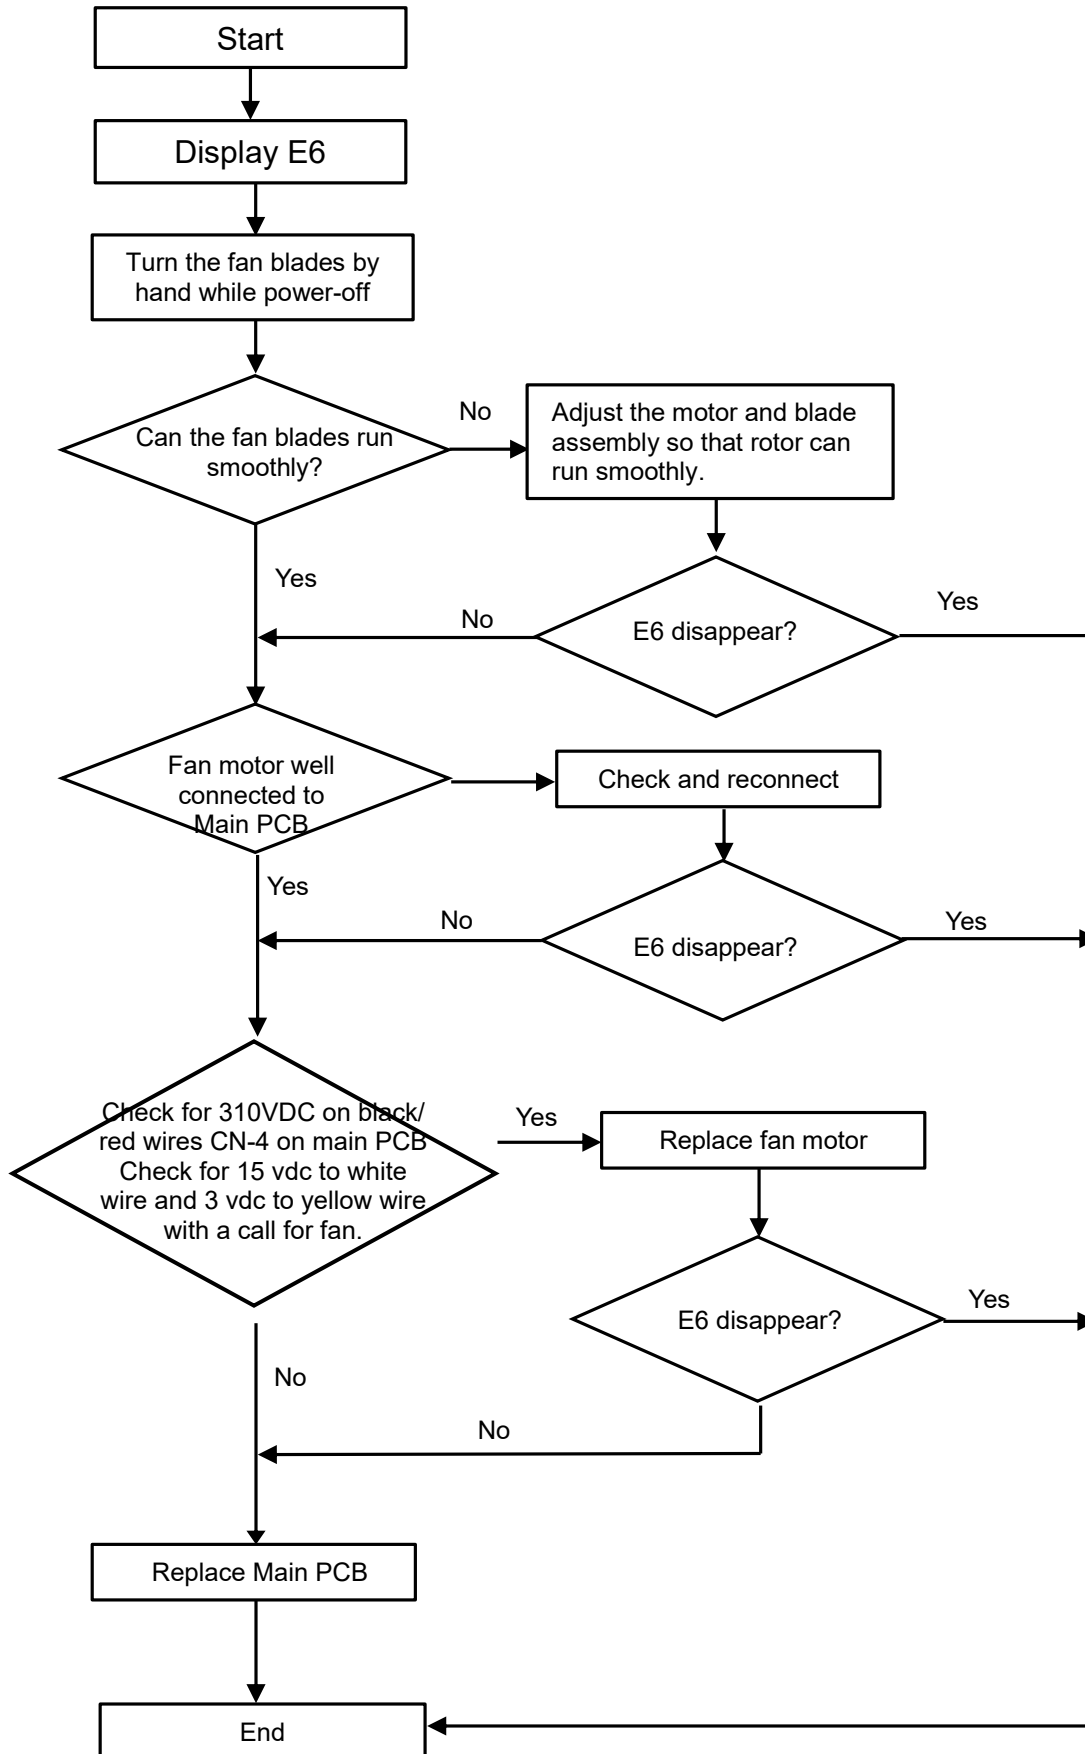 Start
Display E6
Turn the fan blades by
hand while power-off
Can the fan blades run
smoothly?
No
Adjust the motor and blade
assembly so that rotor can
run smoothly.
Yes
No
E6 disappear?
Yes
Fan motor well
connected to
Main PCB
Check and reconnect
Yes
No
E6 disappear?
Yes
Check for 310VDC on black/
red wires CN-4 on main PCB
Check for 15 vdc to white
wire and 3 vdc to yellow wire
with a call for fan.
Yes
Replace fan motor
E6 disappear?
Yes
No
No
Replace Main PCB
End